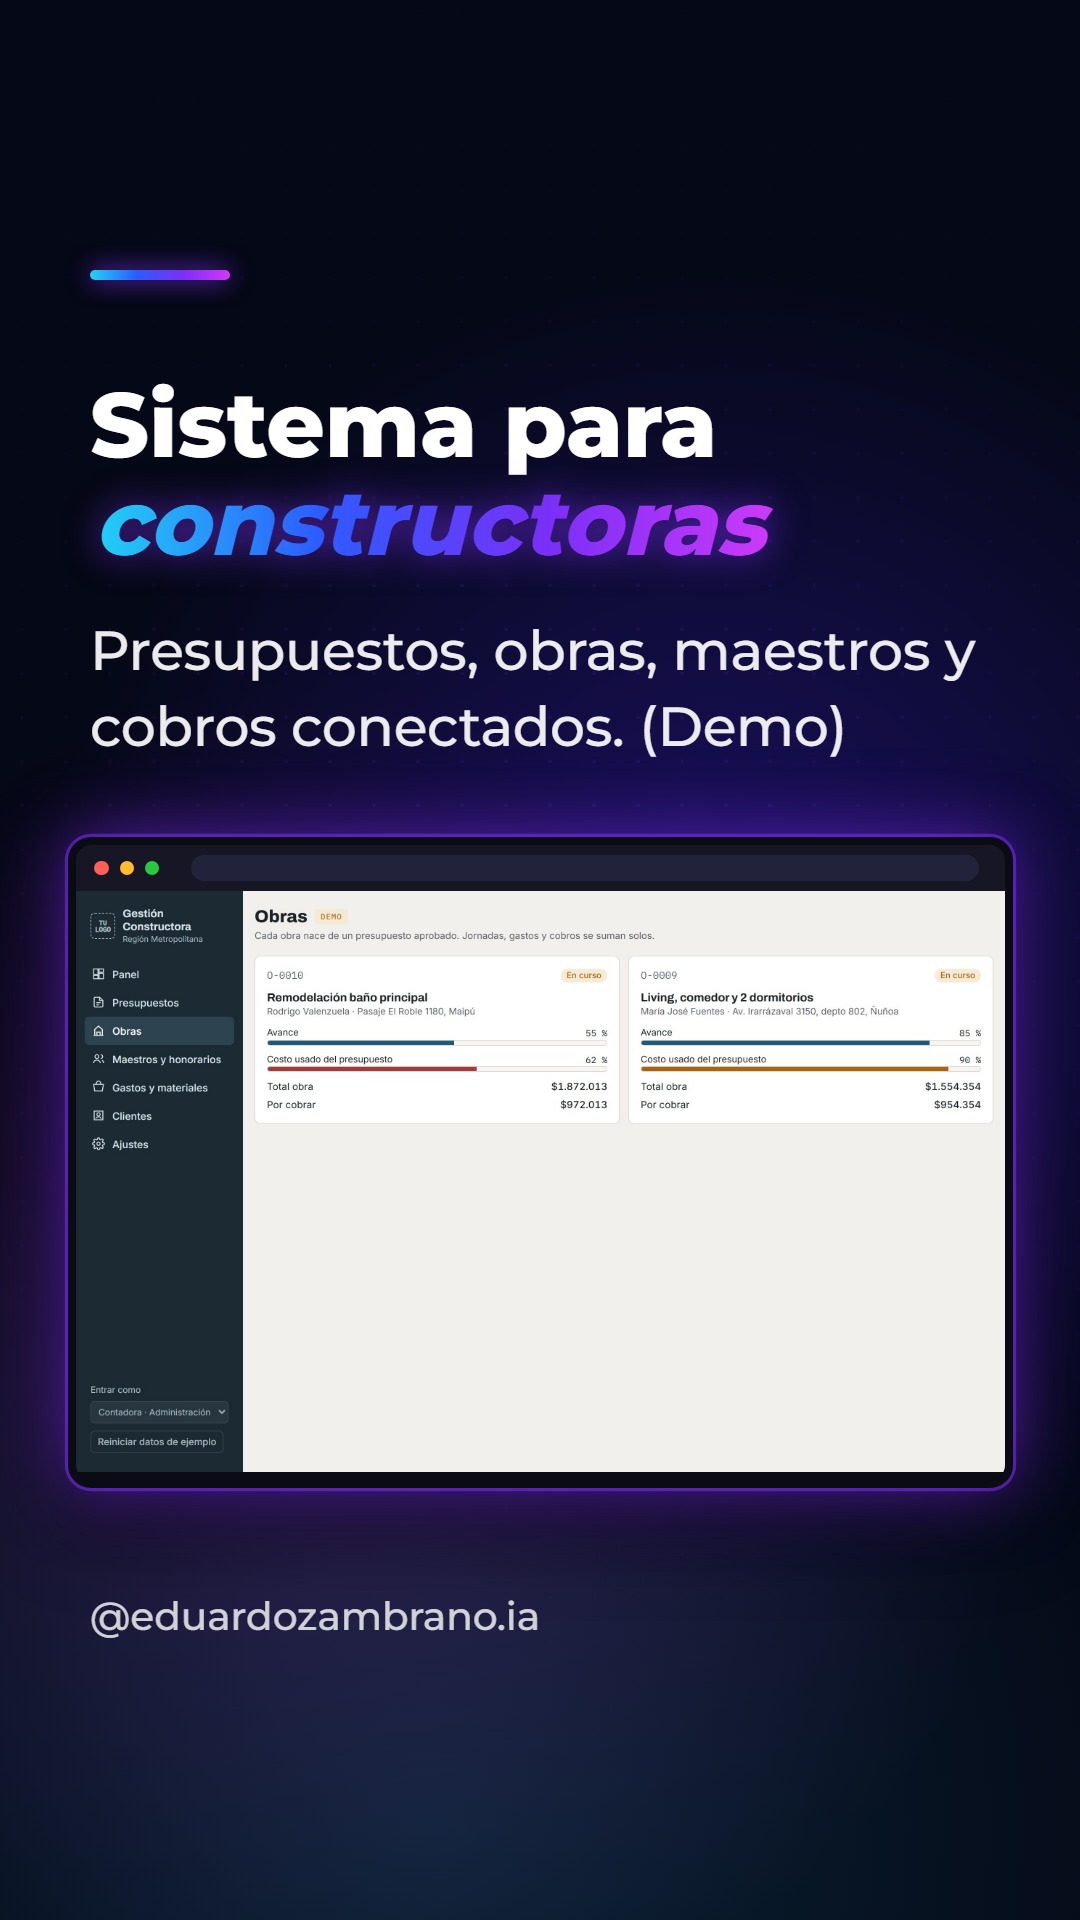 Sistema para
constructoras
Presupuestos, obras, maestros y
cobros conectados. (Demo)
TU
LOGO
Gestión
Constructora
Región Metropolitana
Panel
Presupuestos
Obras
Maestros y honorarios
Gastos y materiales
Clientes
Ajustes
Entrar como
Contadora · Administración
Reiniciar datos de ejemplo
Obras DEMO
Cada obra nace de un presupuesto aprobado. Jornadas, gastos y cobros se suman solos.
O-0010 En curso
Remodelación baño principal
Rodrigo Valenzuela · Pasaje El Roble 1180, Maipú
Avance 55 %
Costo usado del presupuesto 62 %
Total obra $1.872.013
Por cobrar $972.013
O-0009 En curso
Living, comedor y 2 dormitorios
María José Fuentes · Av. Irarrázaval 3150, depto 802, Ñuñoa
Avance 85 %
Costo usado del presupuesto 90 %
Total obra $1.554.354
Por cobrar $954.354
@eduardozambrano.ia